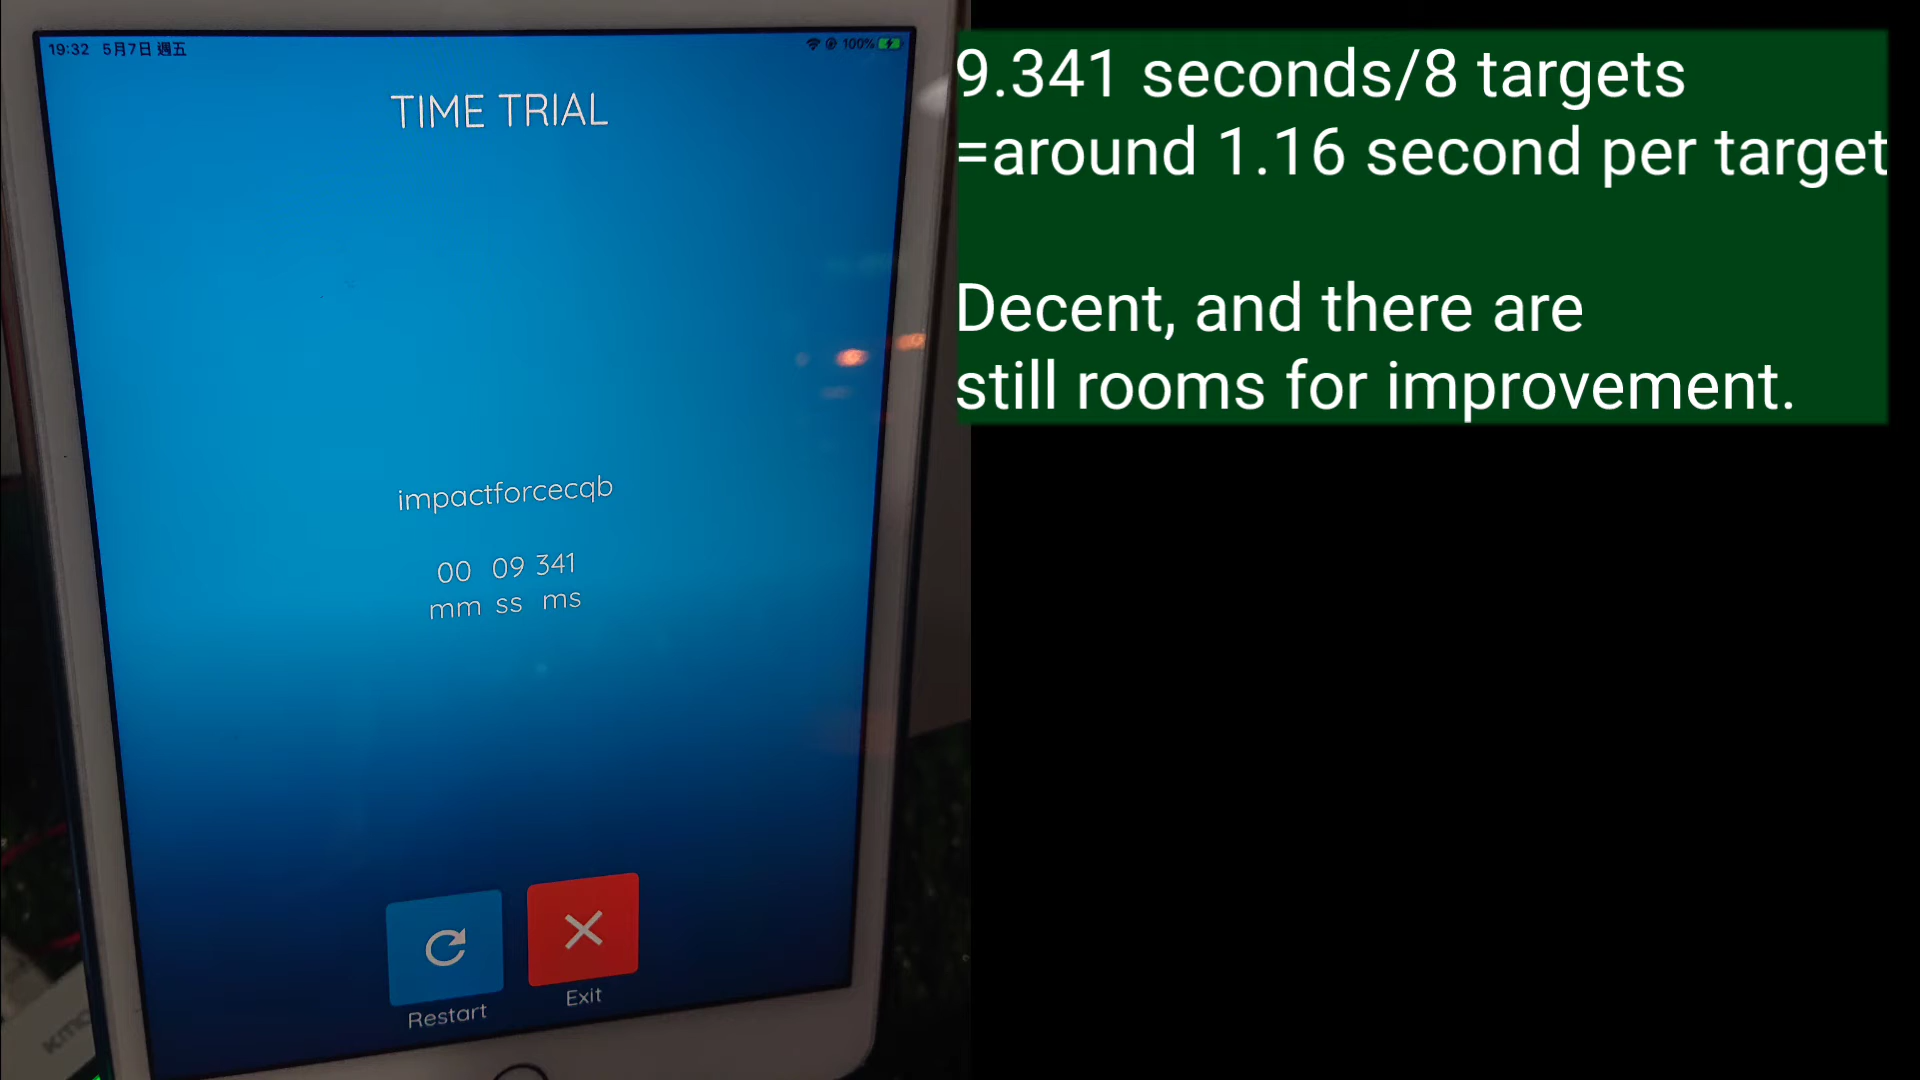 19:32 5月7日 週五
100%
TIME TRIAL
impactforcecqb
00 09 341
mm ss ms
Restart
Exit
9.341 seconds/8 targets
=around 1.16 second per target
Decent, and there are
still rooms for improvement.